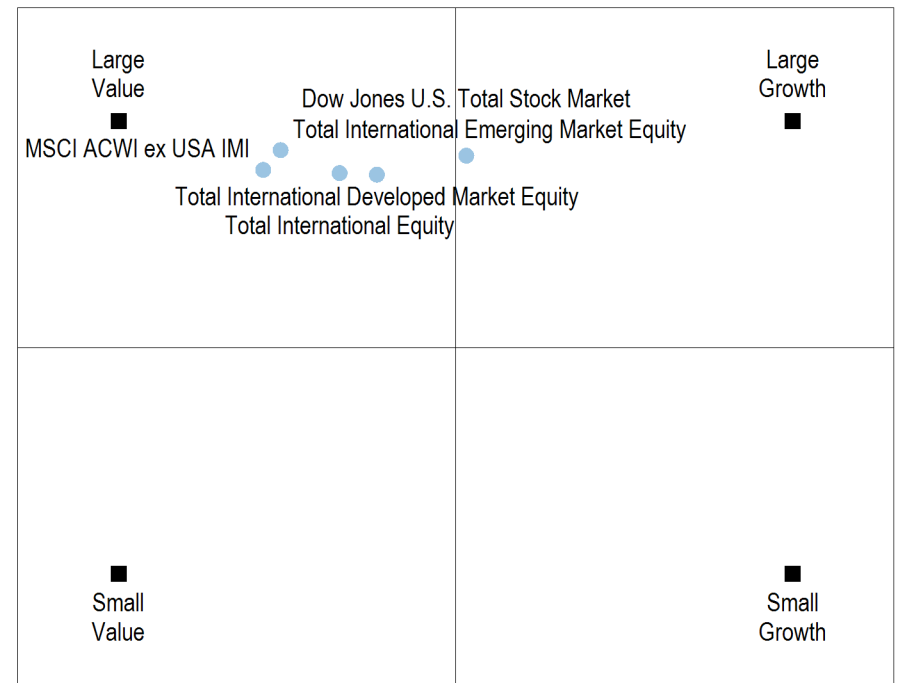 Large
Value
Large
Growth
Dow Jones U.S. Total Stock Market
Total International Emerging Market Equity
MSCI ACWI ex USA IMI
Total International Developed Market Equity
Total International Equity
Small
Value
Small
Growth